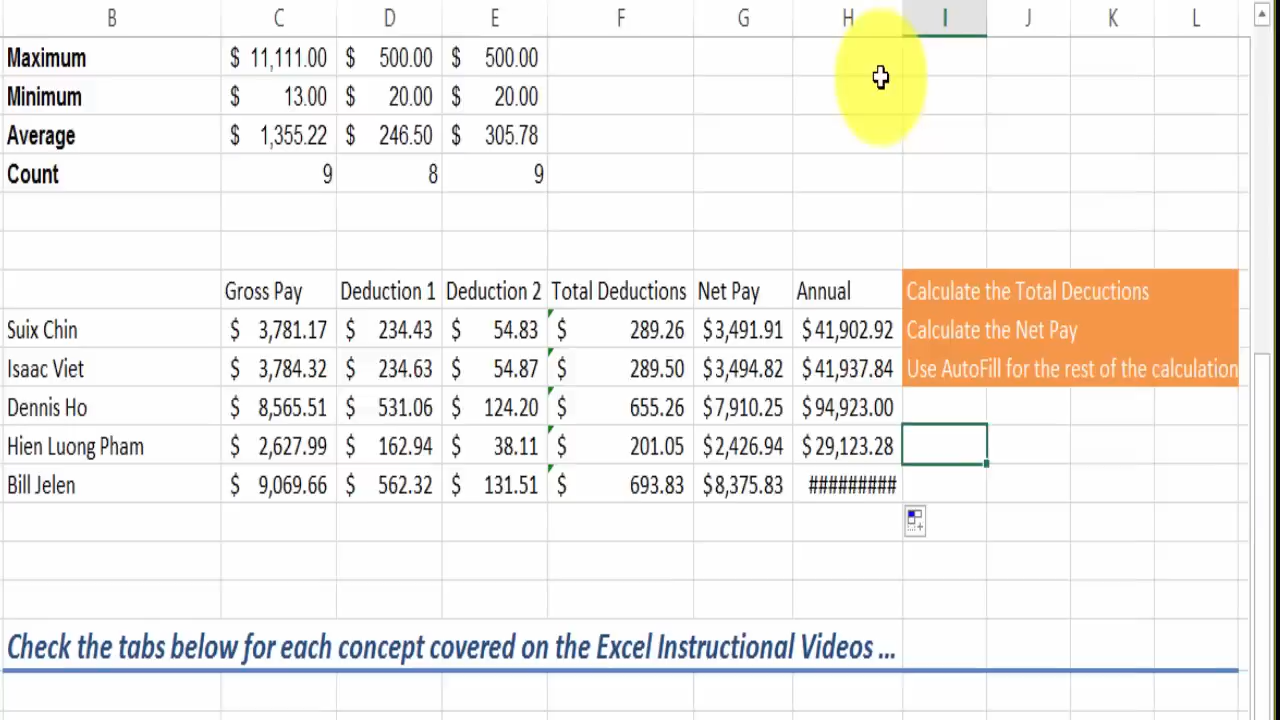 B C D E F G H I J K L
Maximum $ 11,111.00 $ 500.00 $ 500.00
Minimum $ 13.00 $ 20.00 $ 20.00
Average $ 1,355.22 $ 246.50 $ 305.78
Count 9 8 9
Gross Pay Deduction 1 Deduction 2 Total Deductions Net Pay Annual Calculate the Total Decuctions
Suix Chin $ 3,781.17 $ 234.43 $ 54.83 $ 289.26 $3,491.91 $41,902.92 Calculate the Net Pay
Isaac Viet $ 3,784.32 $ 234.63 $ 54.87 $ 289.50 $3,494.82 $41,937.84 Use AutoFill for the rest of the calculation
Dennis Ho $ 8,565.51 $ 531.06 $ 124.20 $ 655.26 $7,910.25 $94,923.00
Hien Luong Pham $ 2,627.99 $ 162.94 $ 38.11 $ 201.05 $2,426.94 $29,123.28
Bill Jelen $ 9,069.66 $ 562.32 $ 131.51 $ 693.83 $8,375.83 #########
Check the tabs below for each concept covered on the Excel Instructional Videos ...